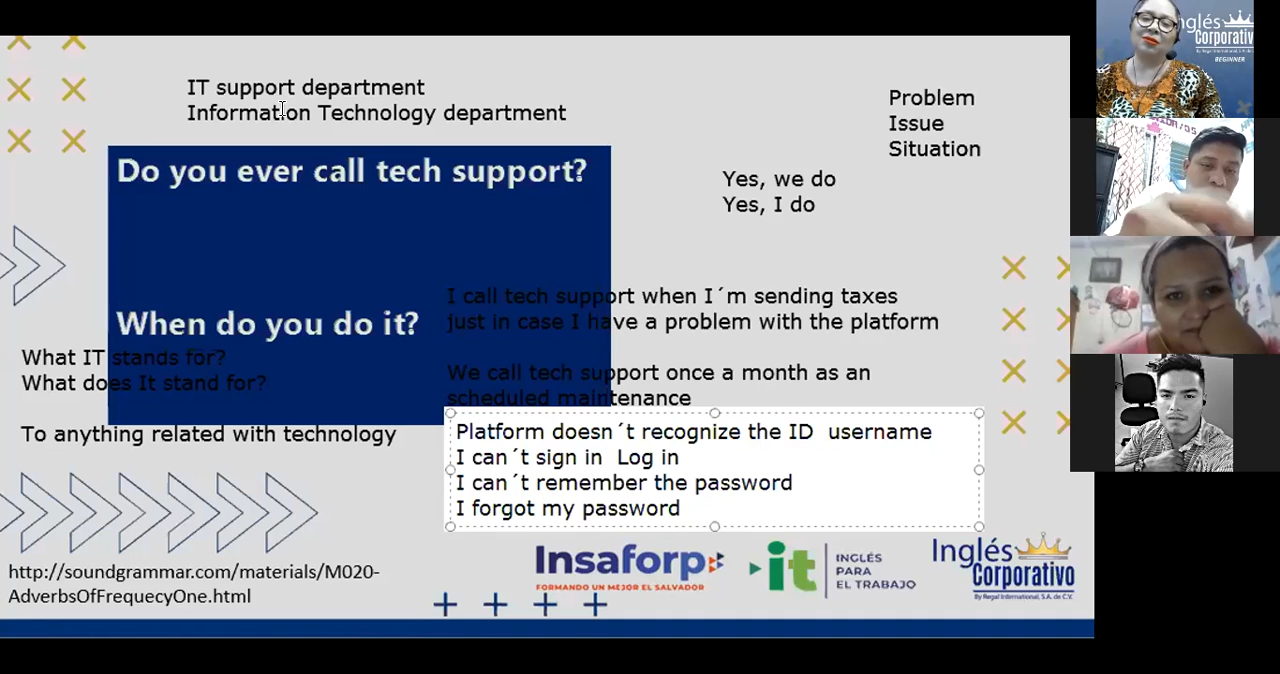 IT support department
Information Technology department
Problem
Issue
Situation
Do you ever call tech support?
Yes, we do
Yes, I do
I call tech support when I´m sending taxes
just in case I have a problem with the platform
When do you do it?
What IT stands for?
What does It stand for?
We call tech support once a month as an
scheduled maintenance
To anything related with technology
Platform doesn´t recognize the ID  username
I can´t sign in  Log in
I can´t remember the password
I forgot my password
http://soundgrammar.com/materials/M020-
AdverbsOfFrequecyOne.html
Insaforp
FORMANDO UN MEJOR EL SALVADOR
it
INGLÉS
PARA
EL TRABAJO
Inglés
Corporativo
By Regal International, S.A. de C.V.
nglés
Corporativo
By Regal International, S.A. de C.V.
BEGINNER